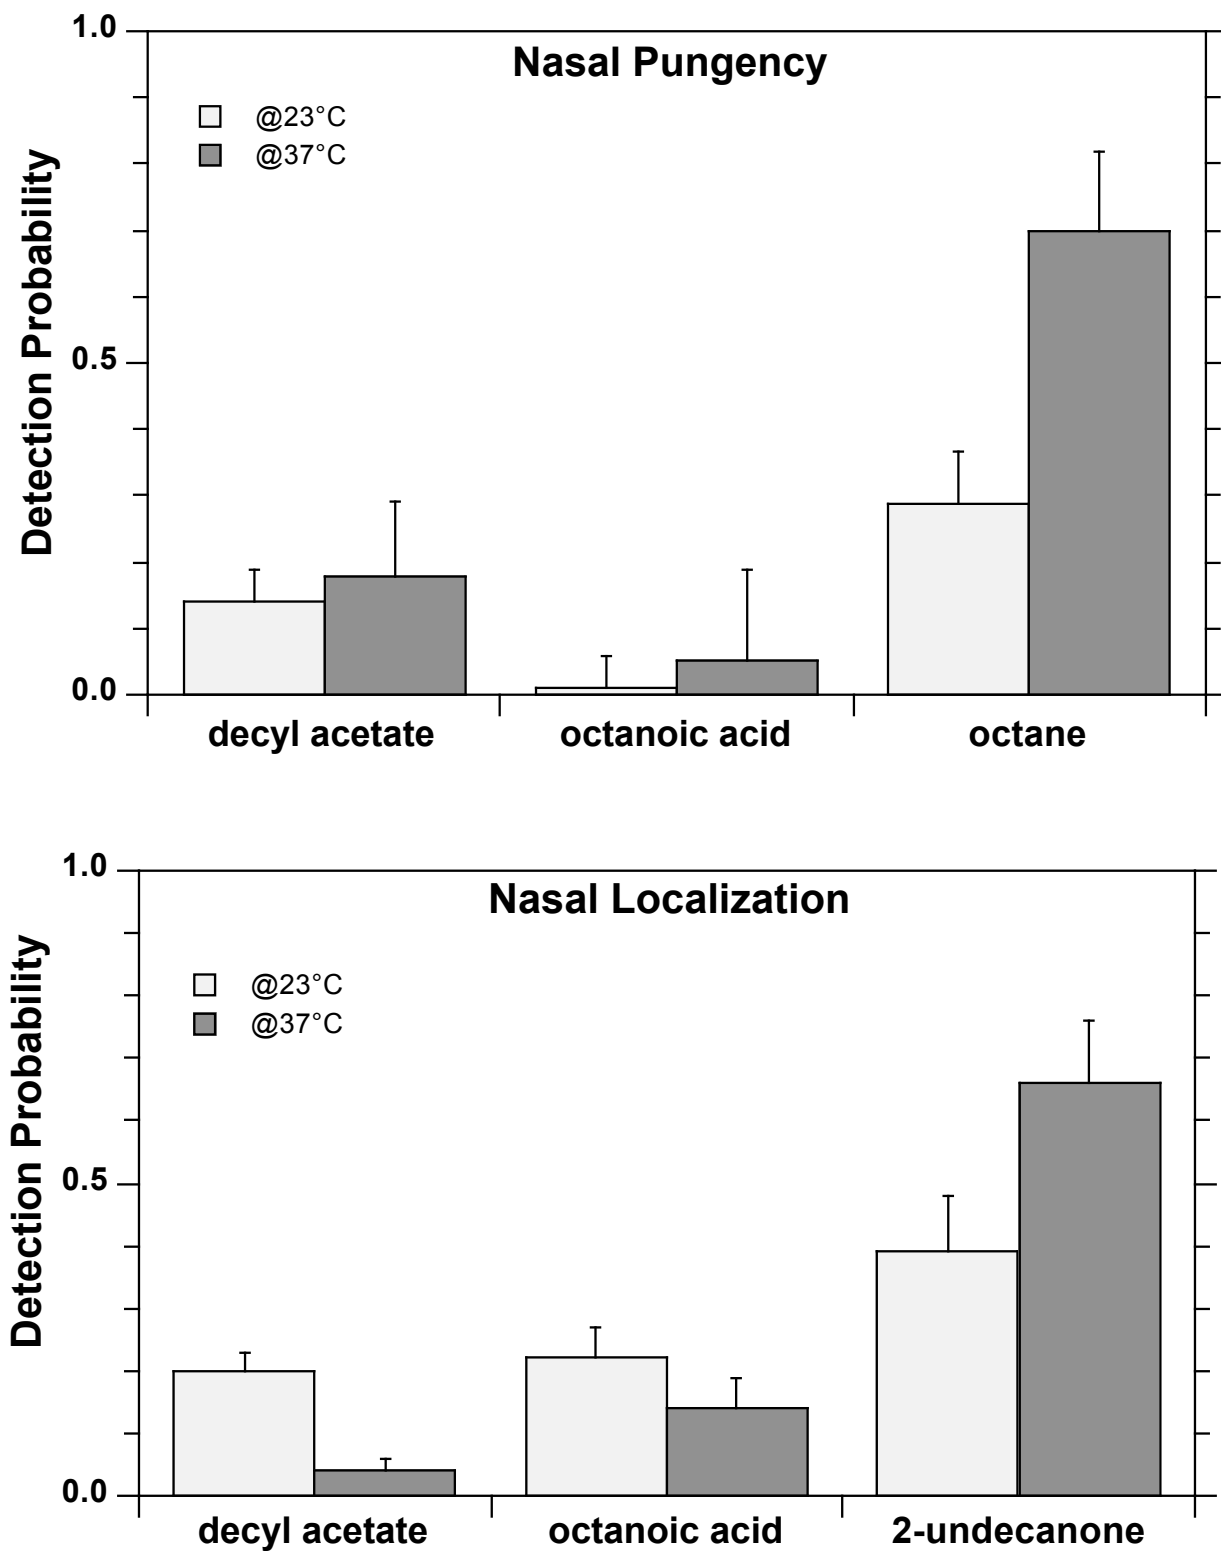 1.0
Nasal Pungency
@23°C
@37°C
Detection Probability
0.5
0.0
decyl acetate octanoic acid octane
1.0
Nasal Localization
@23°C
@37°C
Detection Probability
0.5
0.0
decyl acetate octanoic acid 2-undecanone